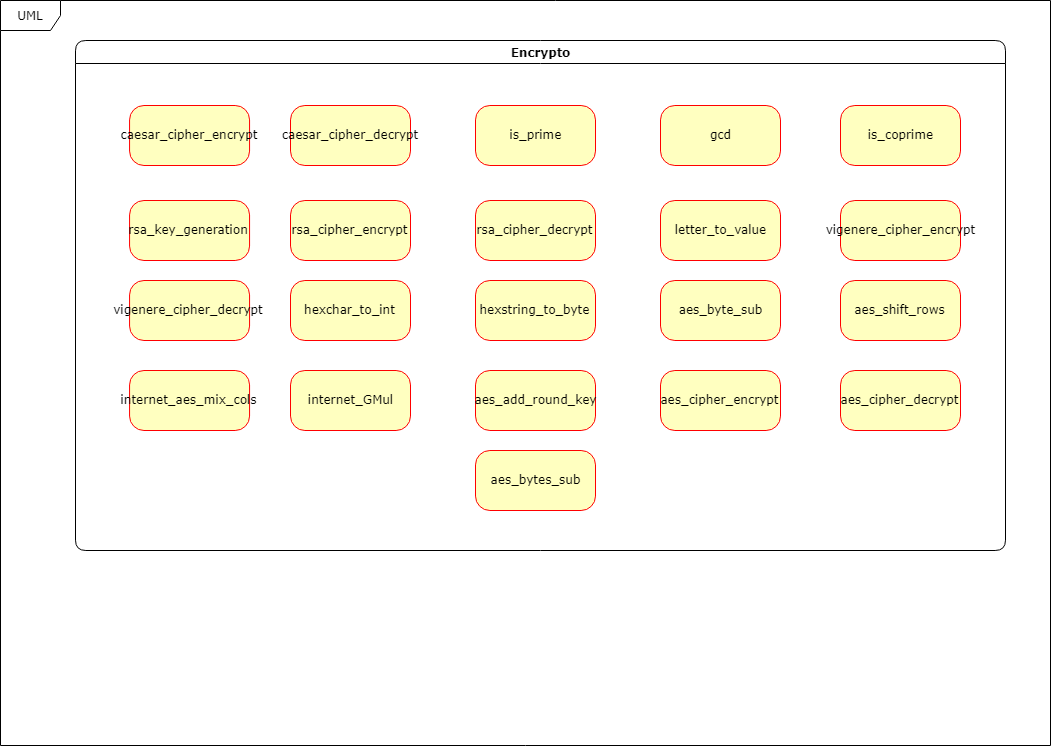 UML
Encrypto
caesar_cipher_encrypt
caesar_cipher_decrypt
is_prime
gcd
is_coprime
rsa_key_generation
rsa_cipher_encrypt
rsa_cipher_decrypt
letter_to_value
vigenere_cipher_encrypt
vigenere_cipher_decrypt
hexchar_to_int
hexstring_to_byte
aes_byte_sub
aes_shift_rows
internet_aes_mix_cols
internet_GMul
aes_add_round_key
aes_cipher_encrypt
aes_cipher_decrypt
aes_bytes_sub